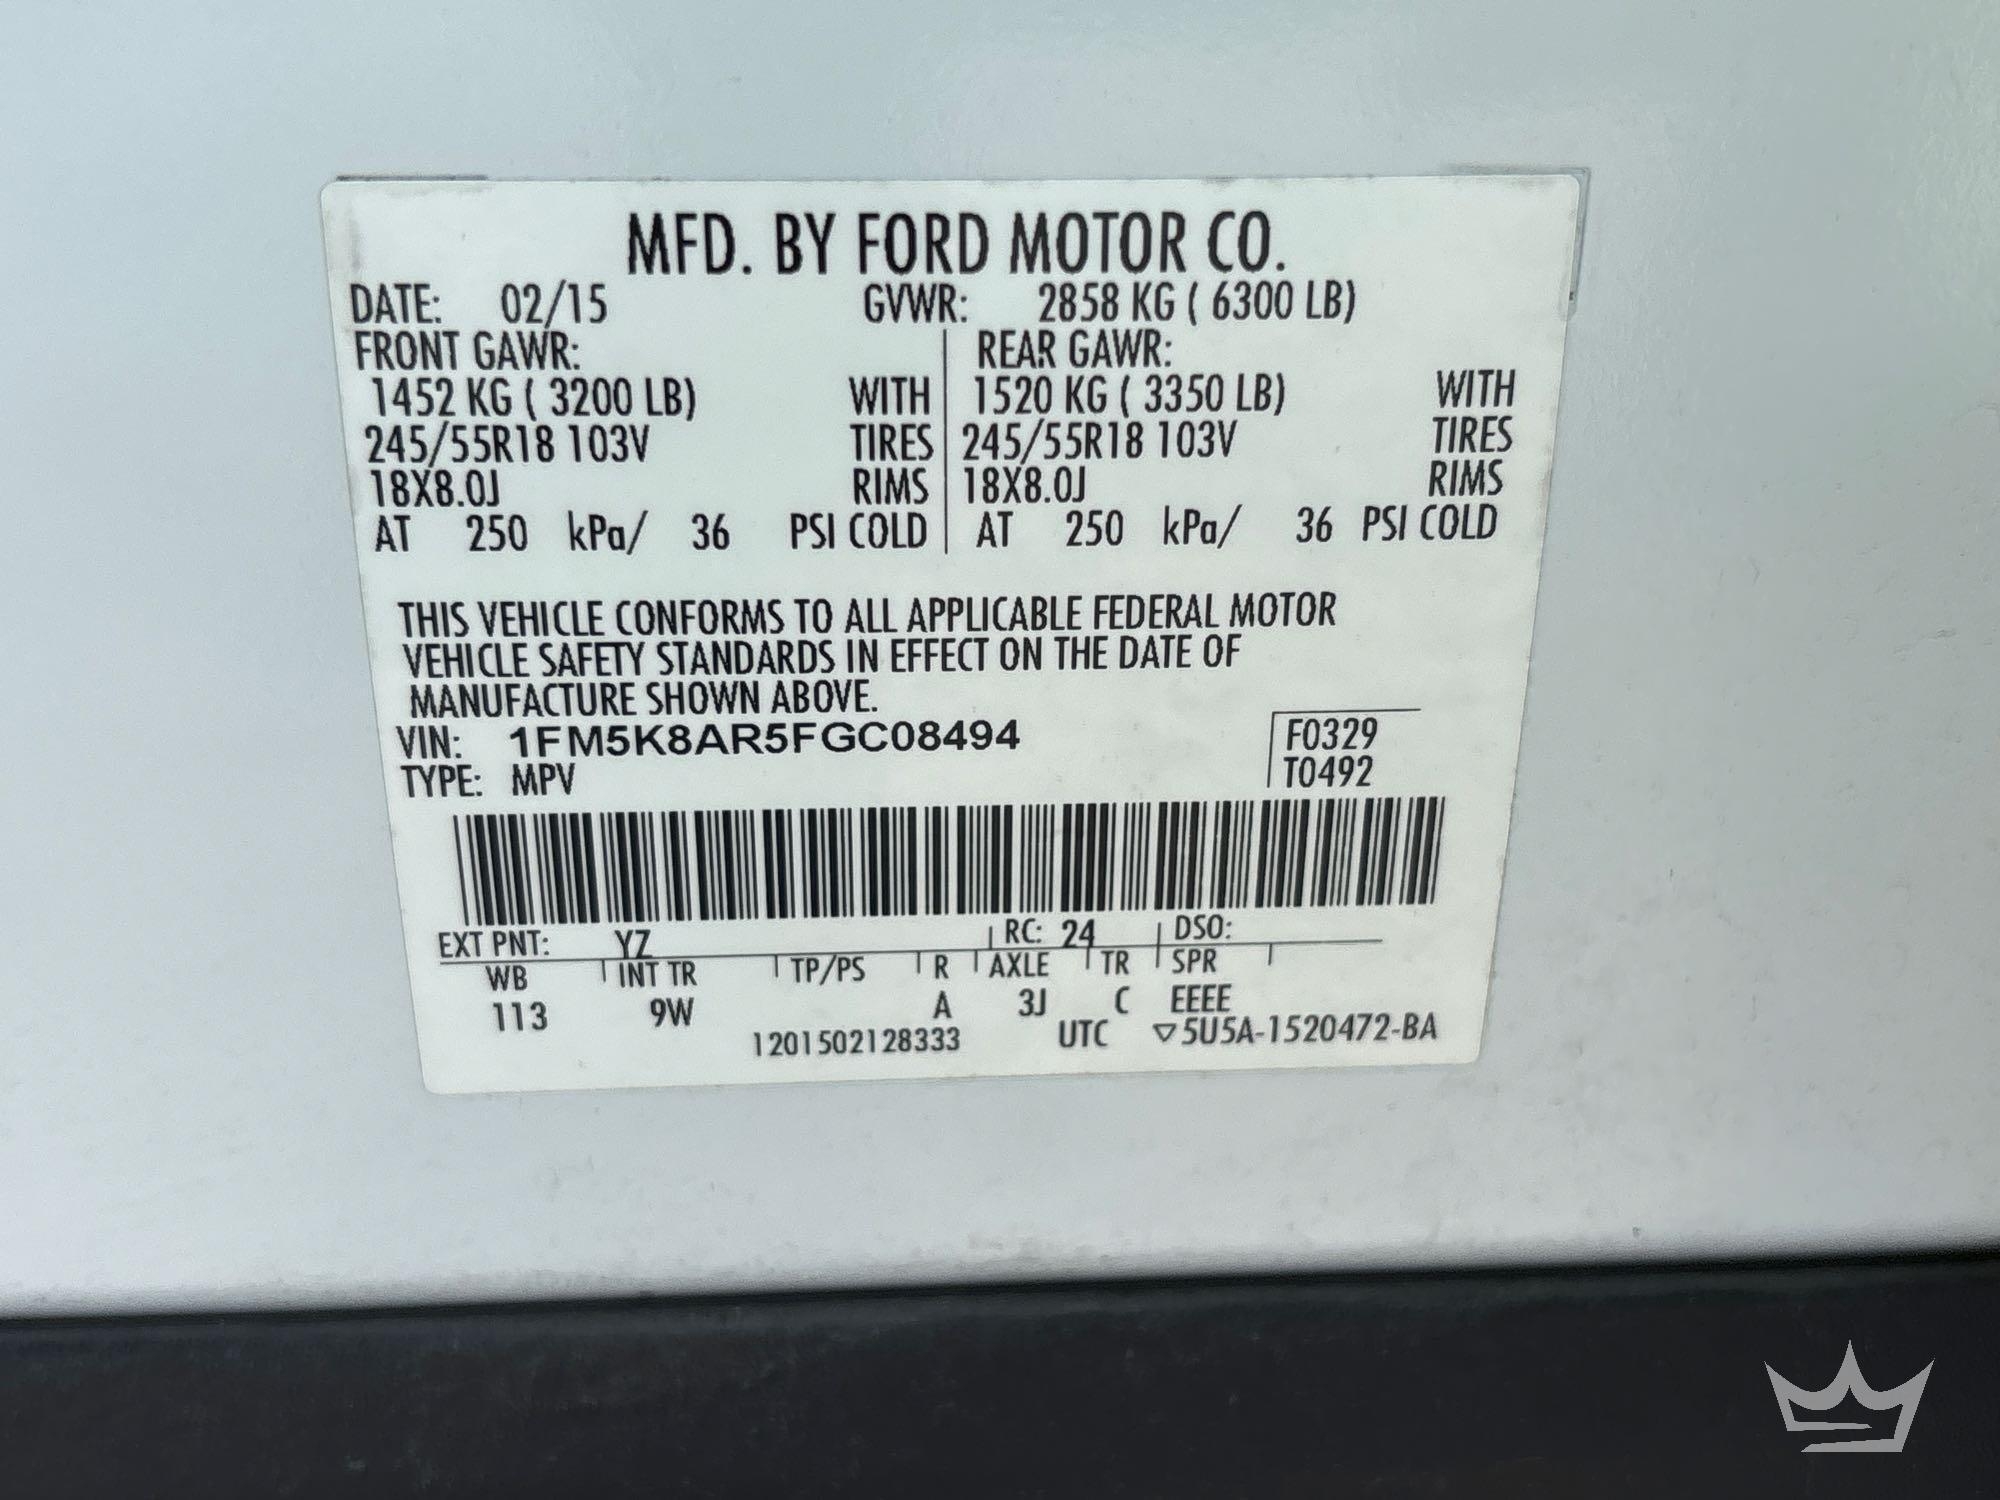 MFD. BY FORD MOTOR CO.
DATE: 02/15 GVWR: 2858 KG ( 6300 LB)
FRONT GAWR: REAR GAWR:
1452 KG ( 3200 LB) WITH 1520 KG ( 3350 LB) WITH
245/55R18 103V TIRES 245/55R18 103V TIRES
18X8.0J RIMS 18X8.0J RIMS
AT 250 kPa/ 36 PSI COLD AT 250 kPa/ 36 PSI COLD
THIS VEHICLE CONFORMS TO ALL APPLICABLE FEDERAL MOTOR
VEHICLE SAFETY STANDARDS IN EFFECT ON THE DATE OF
MANUFACTURE SHOWN ABOVE.
VIN: 1FM5K8AR5FGC08494 F0329
TYPE: MPV T0492
EXT PNT: YZ RC: 24 DSO:
WB INT TR TP/PS R AXLE TR SPR
113 9W A 3J C EEEE
1201502128333 UTC ▽5U5A-1520472-BA